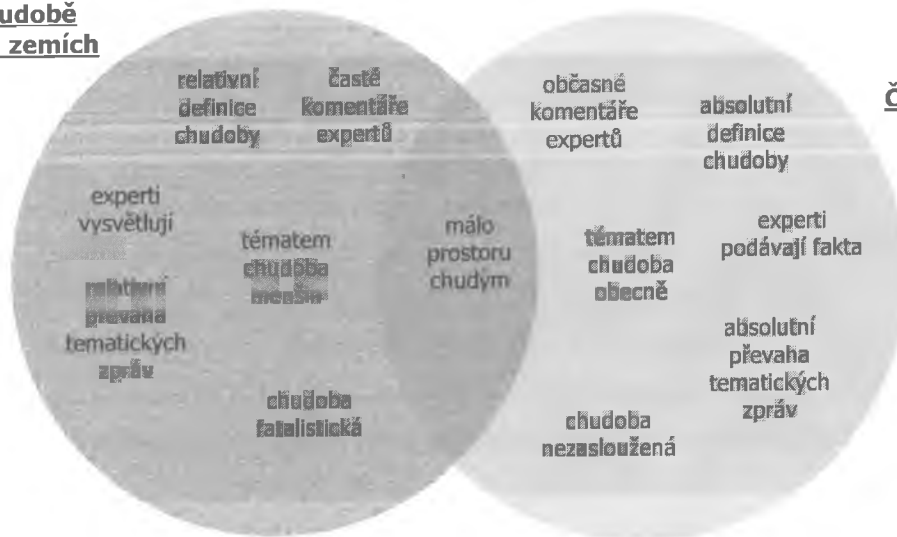 udobě
zemích
relativní
definice
chudoby
časté
komentáře
expertů
experti
vysvětlují
tématem
chudoba
menšin
relativní
převaha
tematických
zpráv
chudoba
fatalistická
málo
prostoru
chudým
občasné
komentáře
expertů
absolutní
definice
chudoby
Č
tématem
chudoba
obecně
experti
podávají fakta
absolutní
převaha
tematických
zpráv
chudoba
nezasloužená